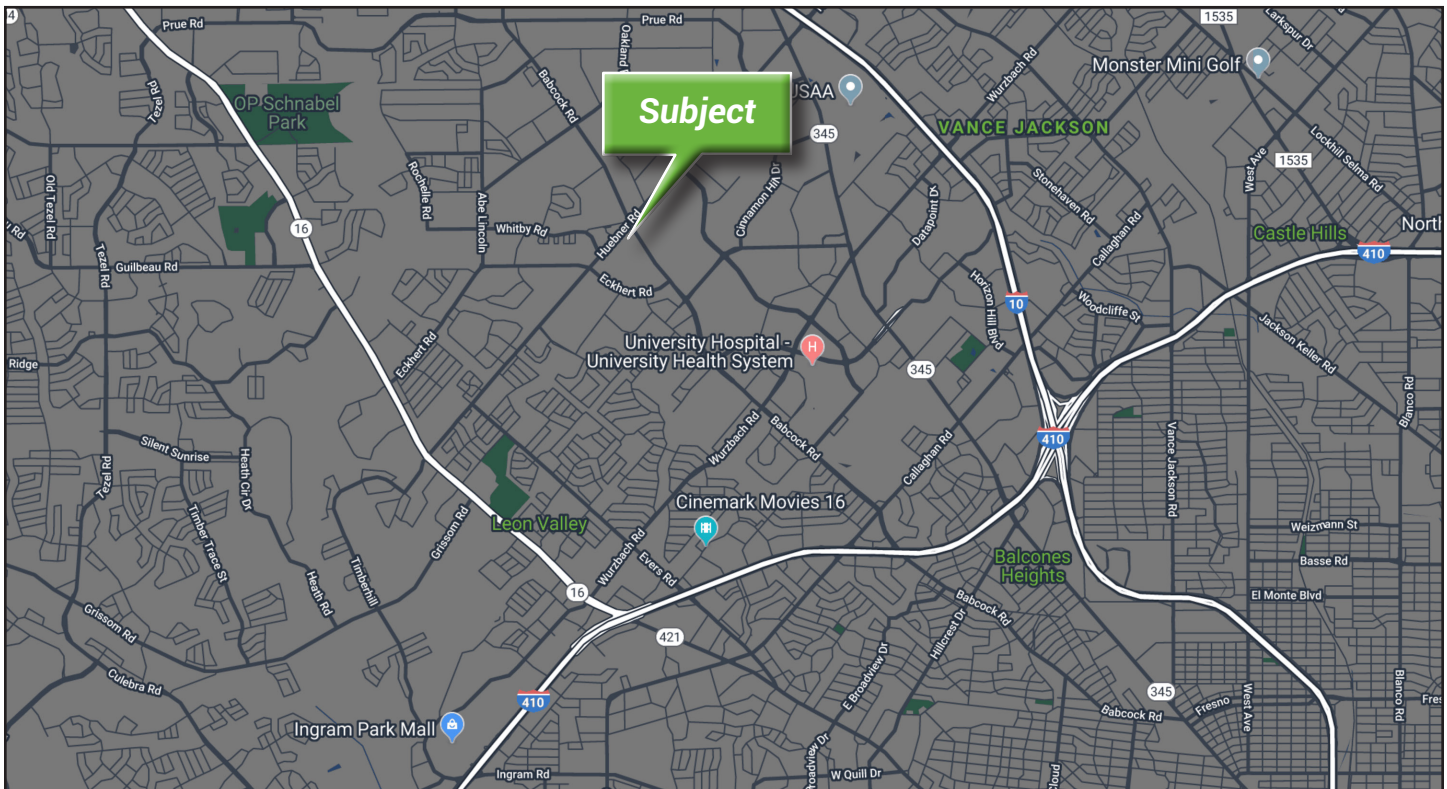 4
Prue Rd
Prue Rd
1535
Larkspur Dr
Oakland
Tezel Rd
Babcock Rd
Wurzbach Rd
Monster Mini Golf
USAA
Subject
OP Schnabel
Park
345
VANCE JACKSON
Lockhill Selma Rd
1535
West Ave
Old Tezel Rd
Rochelle Rd
Abe Lincoln
Cinnamon Hill Dr
Stonehaven Rd
Datapoint Dr
Callaghan Rd
16
Whitby Rd
Huebner Rd
Castle Hills
North
410
u Rd
Tezel Rd
Guilbeau Rd
Eckhert Rd
Horizon Hill Blvd
10
Woodcliffe St
Jackson Keller Rd
University Hospital -
University Health System
H
Ridge
Eckhert Rd
345
Blanco Rd
Silent Sunrise
Heath Cir Dr
Wurzbach Rd
Babcock Rd
Callaghan Rd
410
Vance Jackson Rd
Tezel Rd
Timber Trace St
Grissom Rd
Leon Valley
Cinemark Movies 16
Weizmann St
Basse Rd
Heath Rd
Timberhill
Wurzbach Rd
Evers Rd
Balcones
Heights
16
El Monte Blvd
Grissom Rd
421
Babcock Rd
Hillcrest Dr
E Broadview Dr
Culebra Rd
410
345
Babcock Rd
Fresno
West Ave
Blanco Rd
Fres
Ingram Park Mall
Ingram Rd
roadview Dr
W Quill Dr
cloud